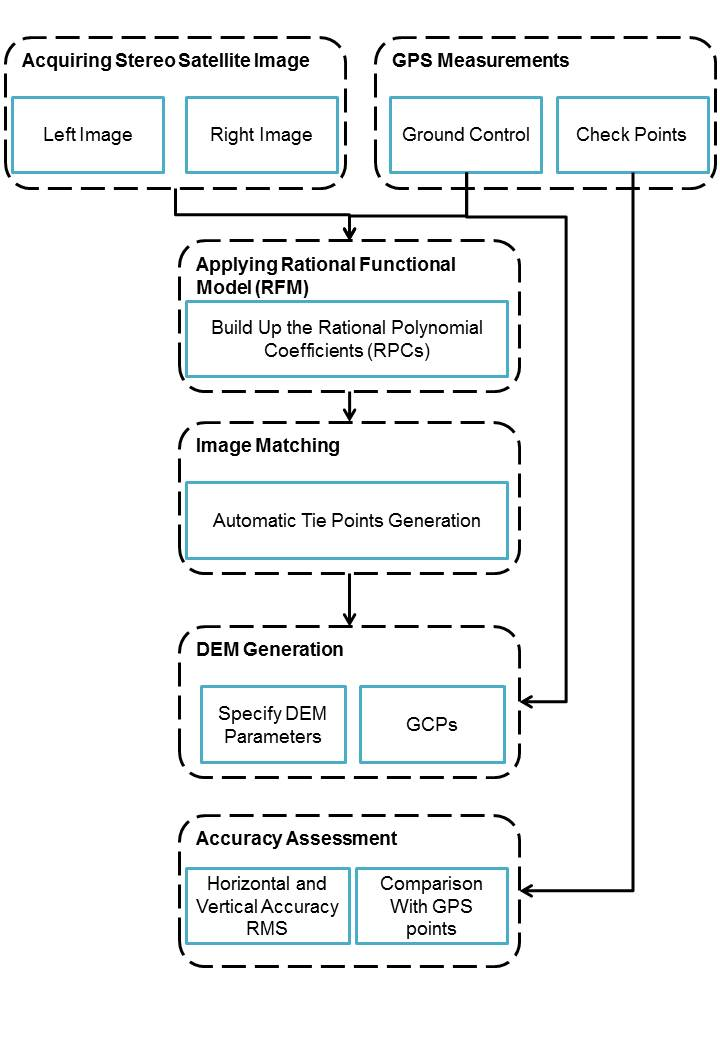 Acquiring Stereo Satellite Image
Left Image
Right Image
GPS Measurements
Ground Control
Check Points
Applying Rational Functional
Model (RFM)
Build Up the Rational Polynomial
Coefficients (RPCs)
Image Matching
Automatic Tie Points Generation
DEM Generation
Specify DEM
Parameters
GCPs
Accuracy Assessment
Horizontal and
Vertical Accuracy
RMS
Comparison
With GPS
points